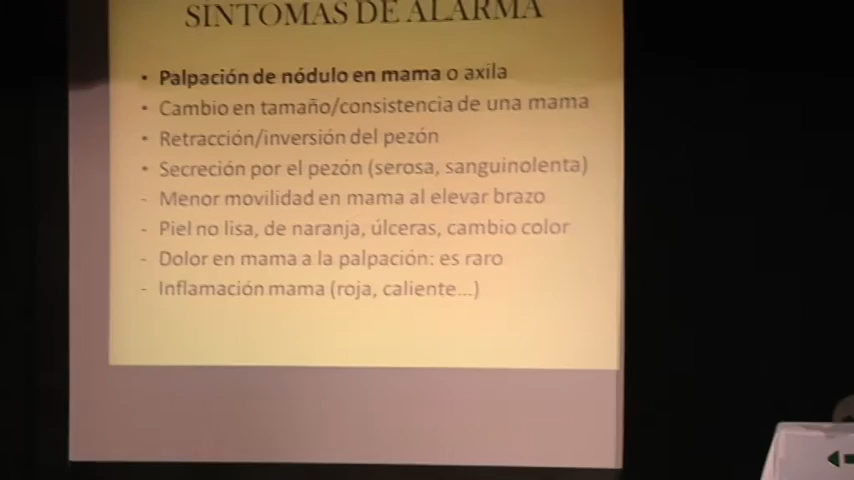 SÍNTOMAS DE ALARMA
• Palpación de nódulo en mama o axila
• Cambio en tamaño/consistencia de una mama
• Retracción/inversión del pezón
• Secreción por el pezón (serosa, sanguinolenta)
- Menor movilidad en mama al elevar brazo
- Piel no lisa, de naranja, úlceras, cambio color
- Dolor en mama a la palpación: es raro
- Inflamación mama (roja, caliente...)